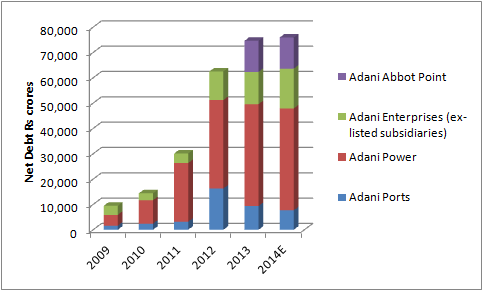 Net Debt Rs crores
80,000
70,000
60,000
50,000
40,000
30,000
20,000
10,000
0
2009
2010
2011
2012
2013
2014E
Adani Abbot Point
Adani Enterprises (ex-
listed subsidiaries)
Adani Power
Adani Ports